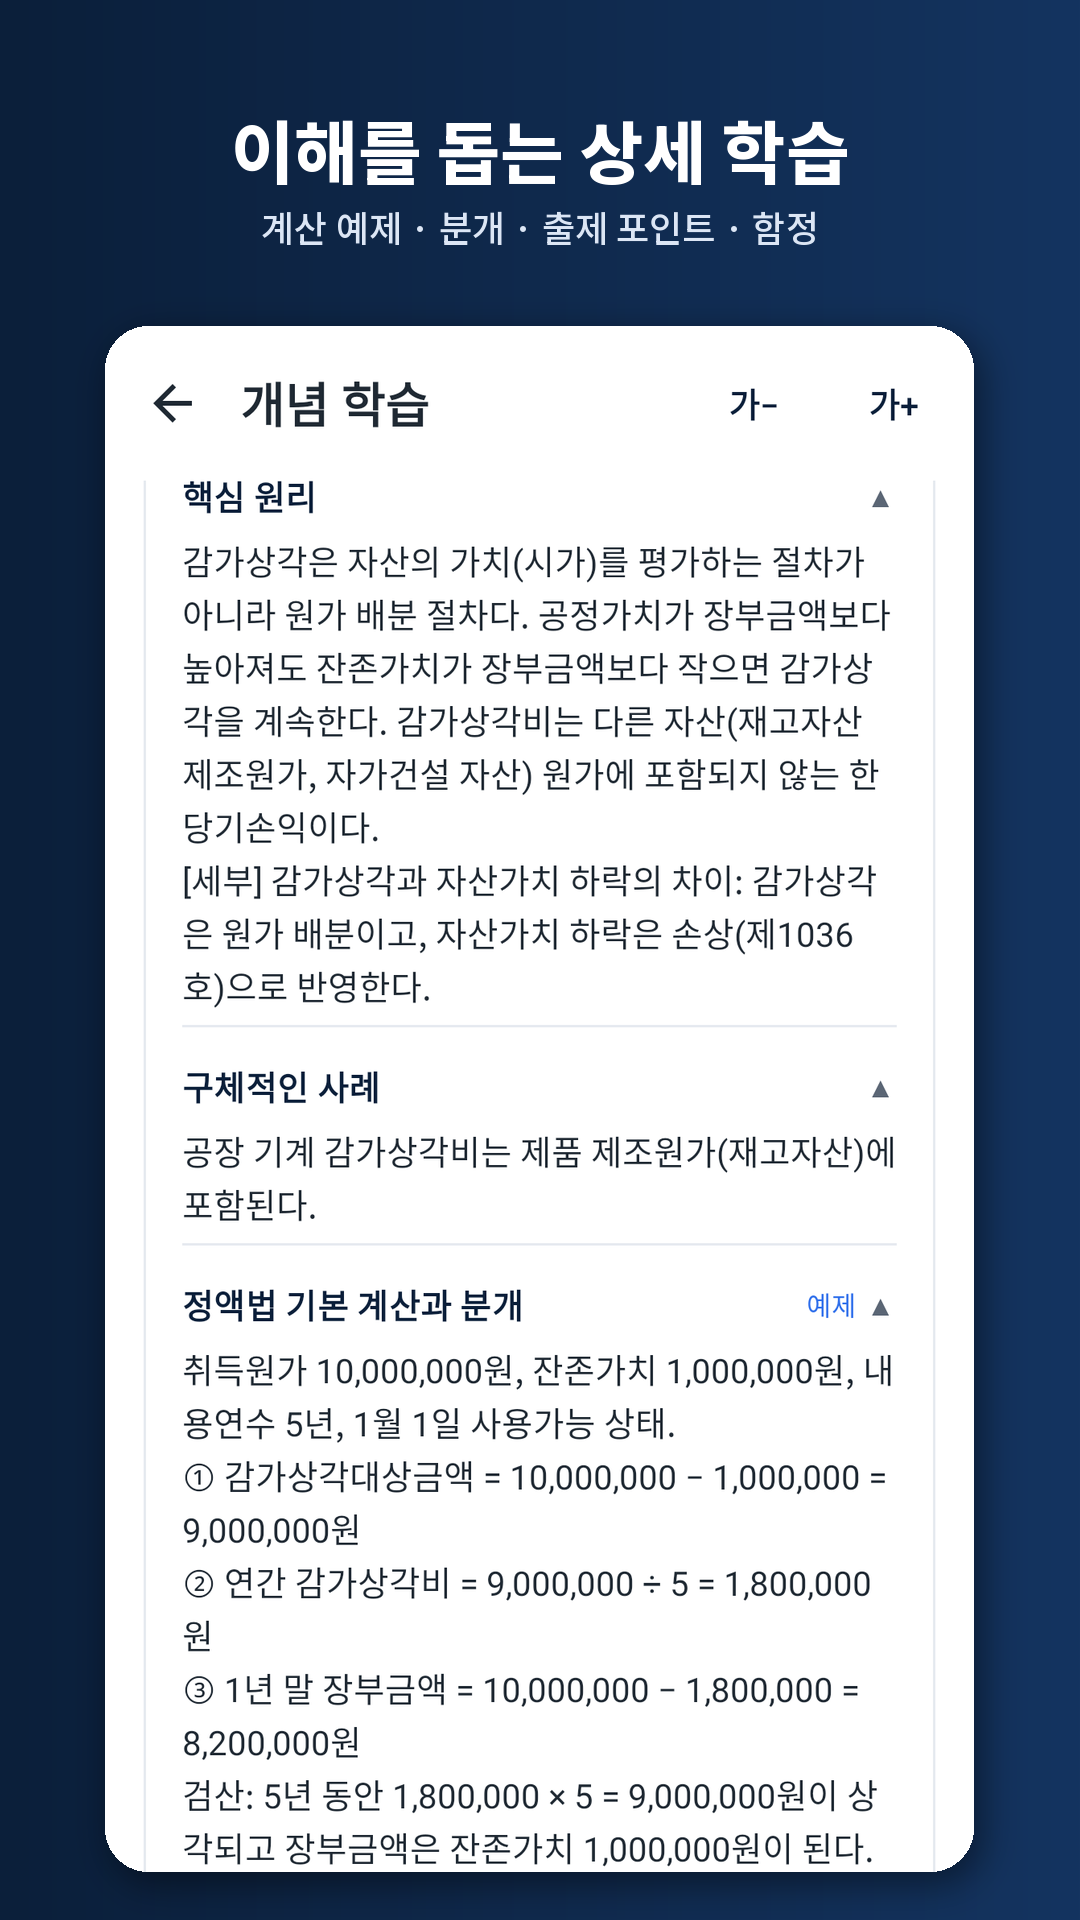 이해를 돕는 상세 학습
계산 예제 · 분개 · 출제 포인트 · 함정
← 개념 학습 가- 가+
핵심 원리 ▲
감가상각은 자산의 가치(시가)를 평가하는 절차가
아니라 원가 배분 절차다. 공정가치가 장부금액보다
높아져도 잔존가치가 장부금액보다 작으면 감가상
각을 계속한다. 감가상각비는 다른 자산(재고자산
제조원가, 자가건설 자산) 원가에 포함되지 않는 한
당기손익이다.
[세부] 감가상각과 자산가치 하락의 차이: 감가상각
은 원가 배분이고, 자산가치 하락은 손상(제1036
호)으로 반영한다.
구체적인 사례 ▲
공장 기계 감가상각비는 제품 제조원가(재고자산)에
포함된다.
정액법 기본 계산과 분개 예제 ▲
취득원가 10,000,000원, 잔존가치 1,000,000원, 내
용연수 5년, 1월 1일 사용가능 상태.
① 감가상각대상금액 = 10,000,000 − 1,000,000 =
9,000,000원
② 연간 감가상각비 = 9,000,000 ÷ 5 = 1,800,000
원
③ 1년 말 장부금액 = 10,000,000 − 1,800,000 =
8,200,000원
검산: 5년 동안 1,800,000 × 5 = 9,000,000원이 상
각되고 장부금액은 잔존가치 1,000,000원이 된다.